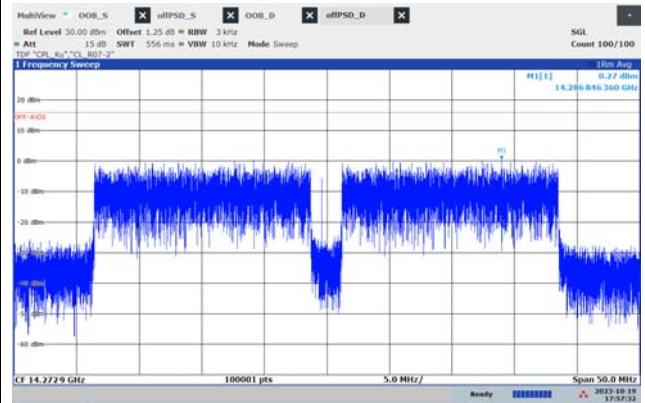 MultiView OOB_S X offPSD_S X OOB_D X offPSD_D X
Ref Level 30.00 dBm Offset 1.25 dB RBW 3 kHz SGL
Att 15 dB SWT 556 ms VBW 10 kHz Mode Sweep Count 100/100
TDF "CPL_Ku","CL_R07-2"
1 Frequency Sweep 1Rm Avg
M1[1] 0.27 dBm
14.286 846 360 GHz
20 dBm
OFF-AXIS
10 dBm
M1
0 dBm
-10 dBm
-20 dBm
-60 dBm
CF 14.2729 GHz 100001 pts 5.0 MHz/ Span 50.0 MHz
Ready 2023-10-19
17:57:32